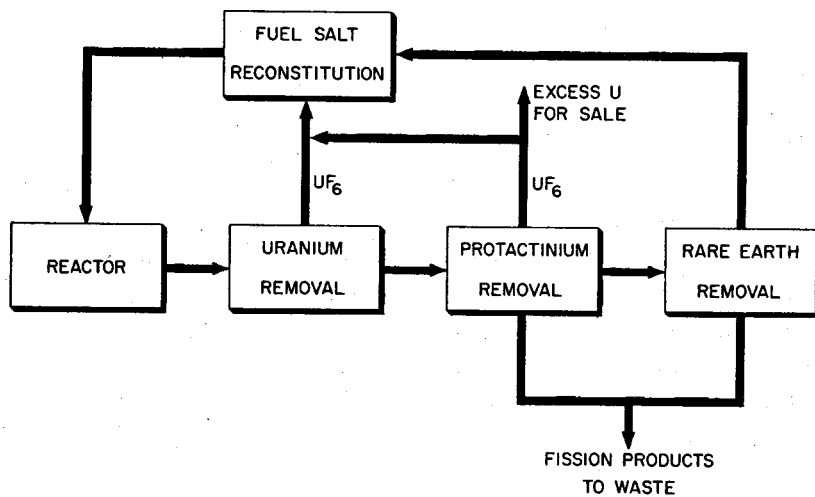 FUEL SALT
RECONSTITUTION
EXCESS U
FOR SALE
UF6
UF6
REACTOR
URANIUM
REMOVAL
PROTACTINIUM
REMOVAL
RARE EARTH
REMOVAL
FISSION PRODUCTS
TO WASTE